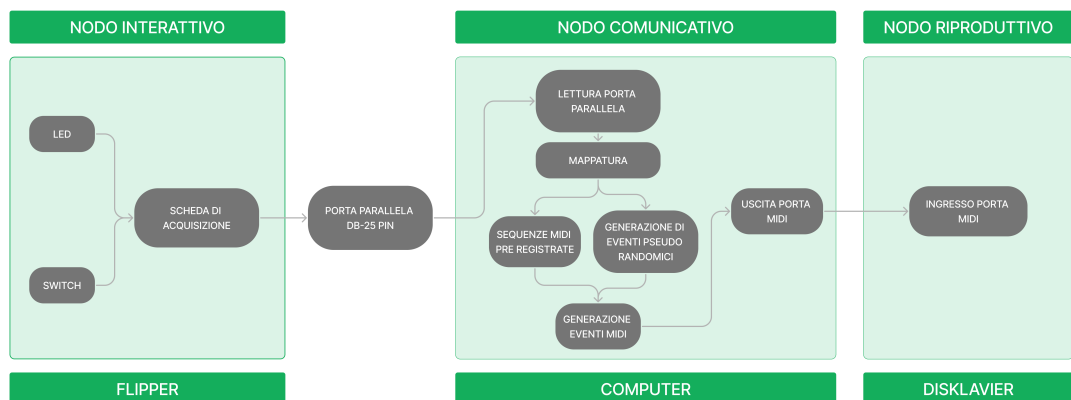 NODO INTERATTIVO
NODO COMUNICATIVO
NODO RIPRODUTTIVO
LED
SWITCH
SCHEDA DI
ACQUISIZIONE
PORTA PARALLELA
DB-25 PIN
LETTURA PORTA
PARALLELA
MAPPATURA
SEQUENZE MIDI
PRE REGISTRATE
GENERAZIONE DI
EVENTI PSEUDO
RANDOMICI
GENERAZIONE
EVENTI MIDI
USCITA PORTA
MIDI
INGRESSO PORTA
MIDI
FLIPPER
COMPUTER
DISKLAVIER